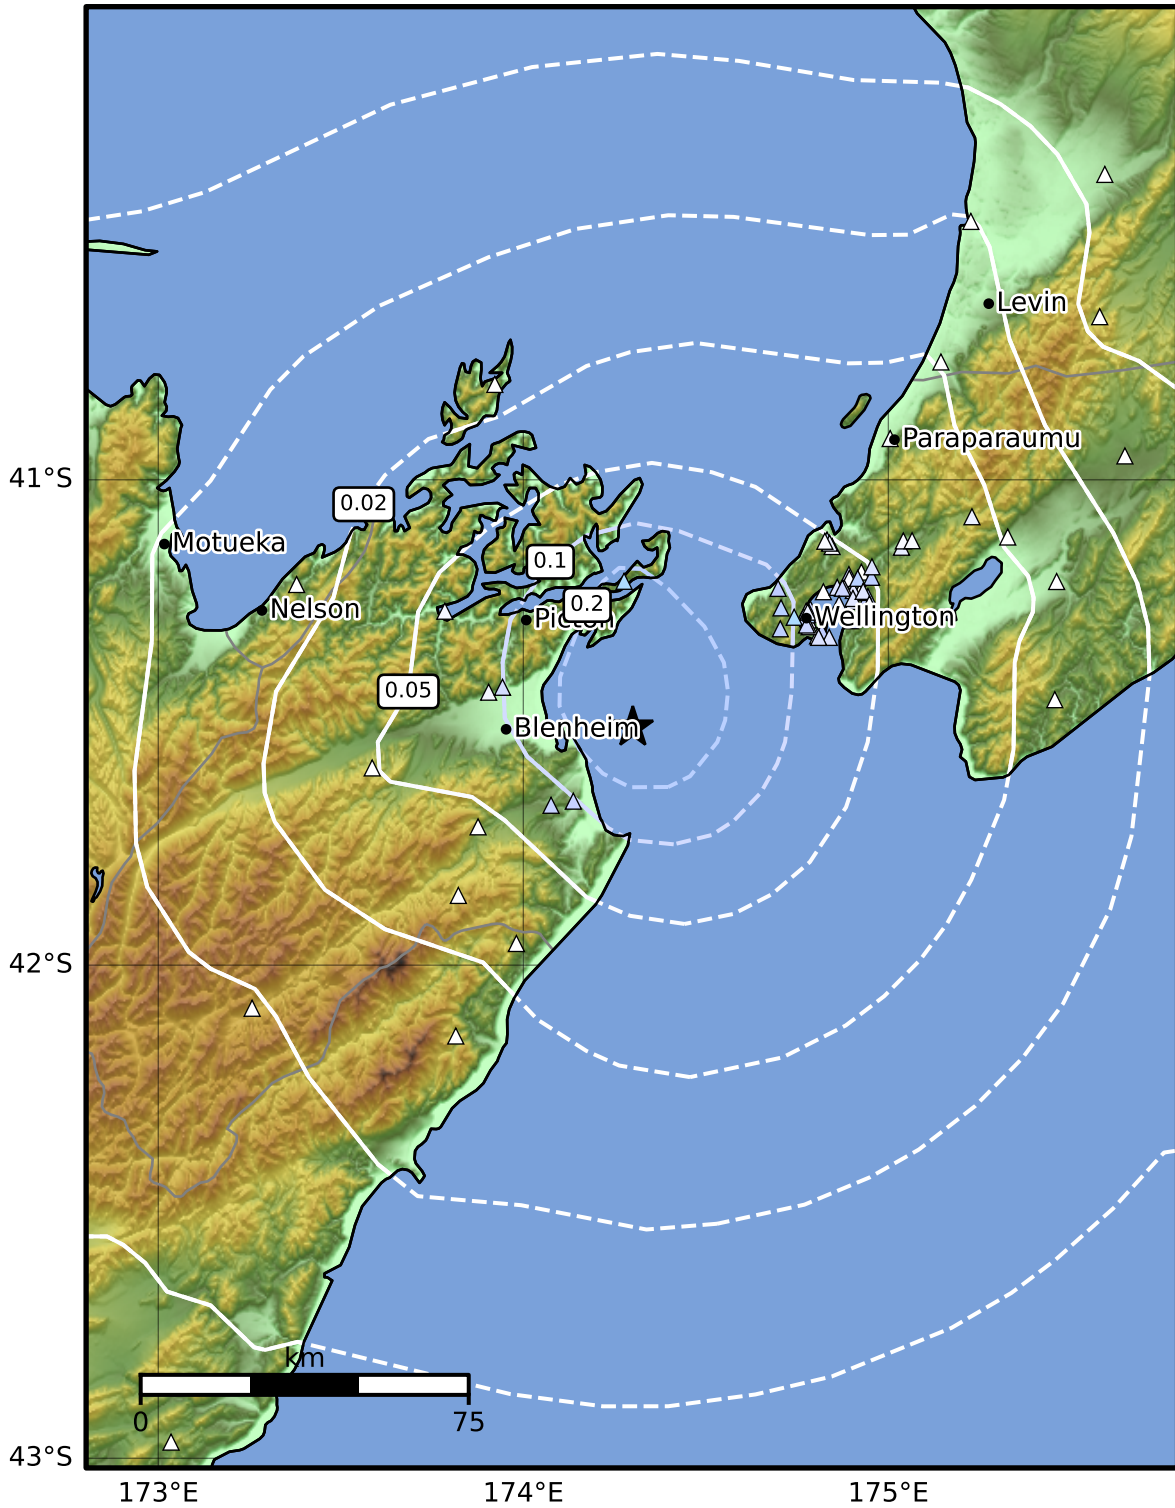 Levin
Paraparaumu
41°S
0.02
Motueka
0.1
Nelson
0.2
Picton
Wellington
0.05
Blenheim
42°S
km
0
75
43°S
173°E
174°E
175°E